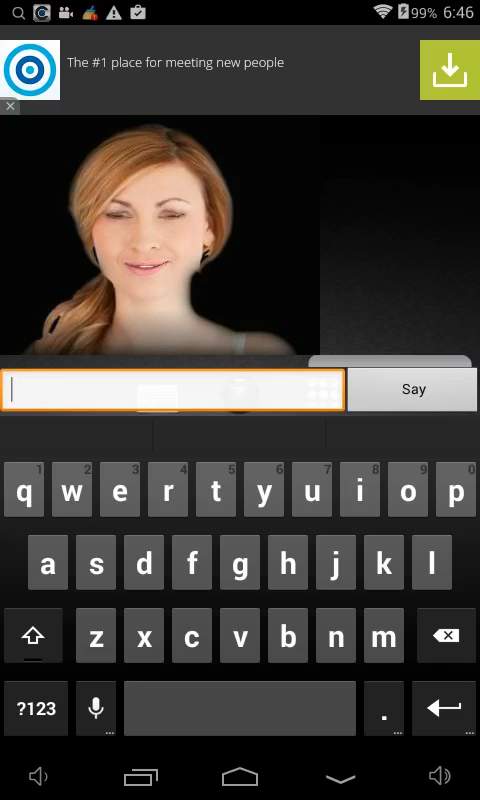 99% 6:46
The #1 place for meeting new people
Say
1 2 3 4 5 6 7 8 9 0
q w e r t y u i o p
a s d f g h j k l
z x c v b n m
?123 ... . ... ...